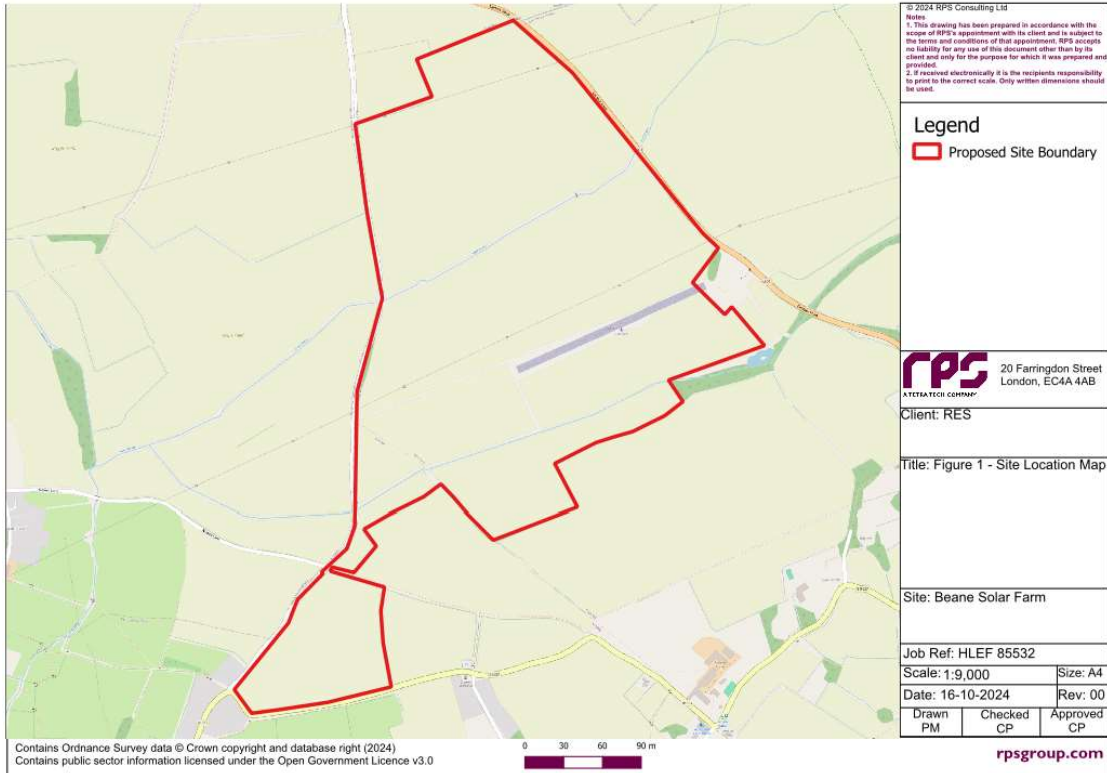 © 2024 RPS Consulting Ltd
Notes
1. This drawing has been prepared in accordance with the
scope of RPS's appointment with its client and is subject to
the terms and conditions of that appointment. RPS accepts
no liability for any use of this document other than by its
client and only for the purpose for which it was prepared and
provided.
2. If received electronically it is the recipients responsibility
to print to the correct scale. Only written dimensions should
be used.
Legend
Proposed Site Boundary
rps
A TETRA TECH COMPANY
20 Farringdon Street
London, EC4A 4AB
Client: RES
Title: Figure 1 - Site Location Map
Site: Beane Solar Farm
Job Ref: HLEF 85532
Scale: 1:9,000
Size: A4
Date: 16-10-2024
Rev: 00
Drawn
PM
Checked
CP
Approved
CP
rpsgroup.com
Contains Ordnance Survey data © Crown copyright and database right (2024)
Contains public sector information licensed under the Open Government Licence v3.0
0 30 60 90 m